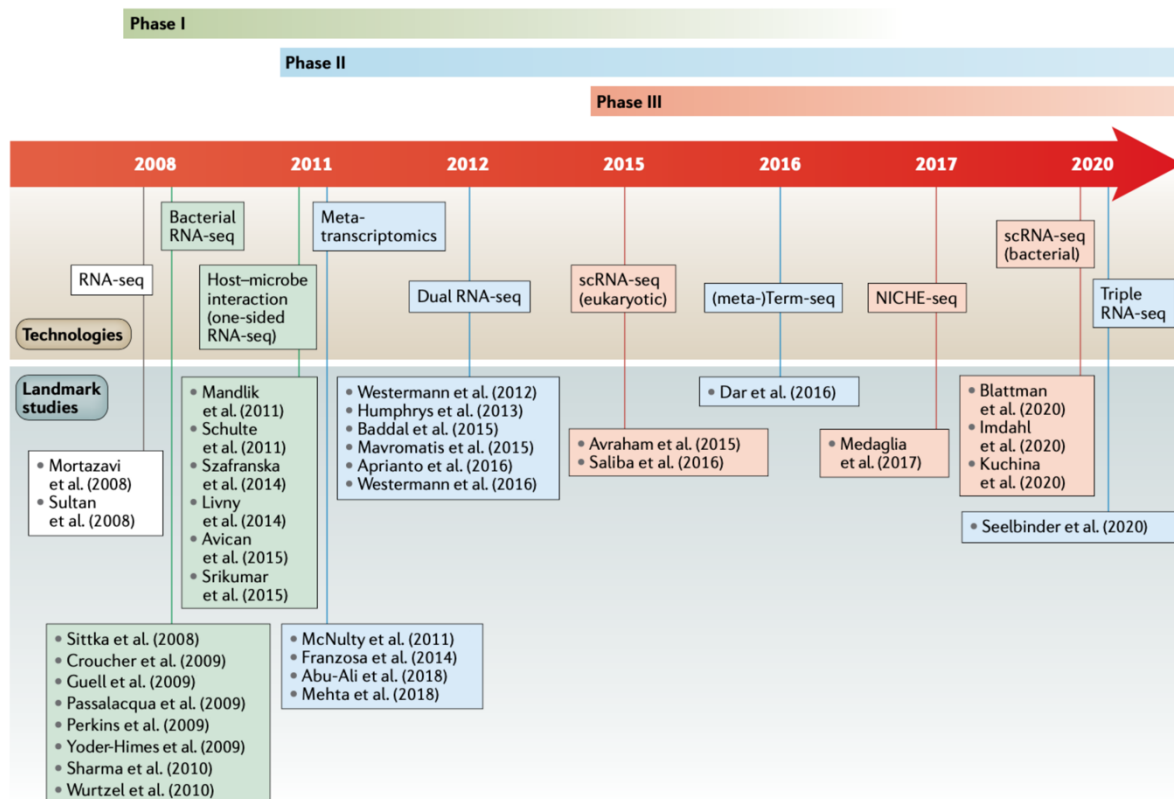 Phase I
Phase II
Phase III
2008
2011
2012
2015
2016
2017
2020
Technologies
RNA-seq
Bacterial
RNA-seq
Host–microbe
interaction
(one-sided
RNA-seq)
Meta-
transcriptomics
Dual RNA-seq
scRNA-seq
(eukaryotic)
(meta-)Term-seq
NICHE-seq
scRNA-seq
(bacterial)
Triple
RNA-seq
Landmark
studies
• Mortazavi
et al. (2008)
• Sultan
et al. (2008)
• Sittka et al. (2008)
• Croucher et al. (2009)
• Guell et al. (2009)
• Passalacqua et al. (2009)
• Perkins et al. (2009)
• Yoder-Himes et al. (2009)
• Sharma et al. (2010)
• Wurtzel et al. (2010)
• Mandlik
et al. (2011)
• Schulte
et al. (2011)
• Szafranska
et al. (2014)
• Livny
et al. (2014)
• Avican
et al. (2015)
• Srikumar
et al. (2015)
• McNulty et al. (2011)
• Franzosa et al. (2014)
• Abu-Ali et al. (2018)
• Mehta et al. (2018)
• Westermann et al. (2012)
• Humphrys et al. (2013)
• Baddal et al. (2015)
• Mavromatis et al. (2015)
• Aprianto et al. (2016)
• Westermann et al. (2016)
• Avraham et al. (2015)
• Saliba et al. (2016)
• Dar et al. (2016)
• Medaglia
et al. (2017)
• Blattman
et al. (2020)
• Imdahl
et al. (2020)
• Kuchina
et al. (2020)
• Seelbinder et al. (2020)